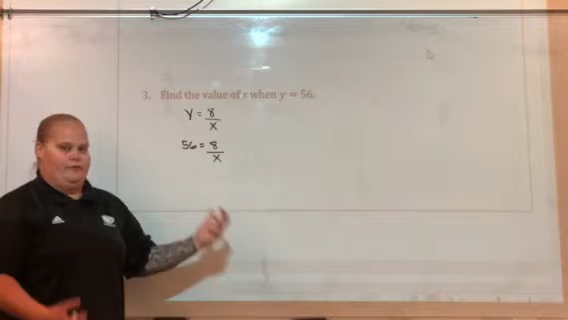 3. Find the value of x when y = 56.
y = 8/x
56 = 8/x